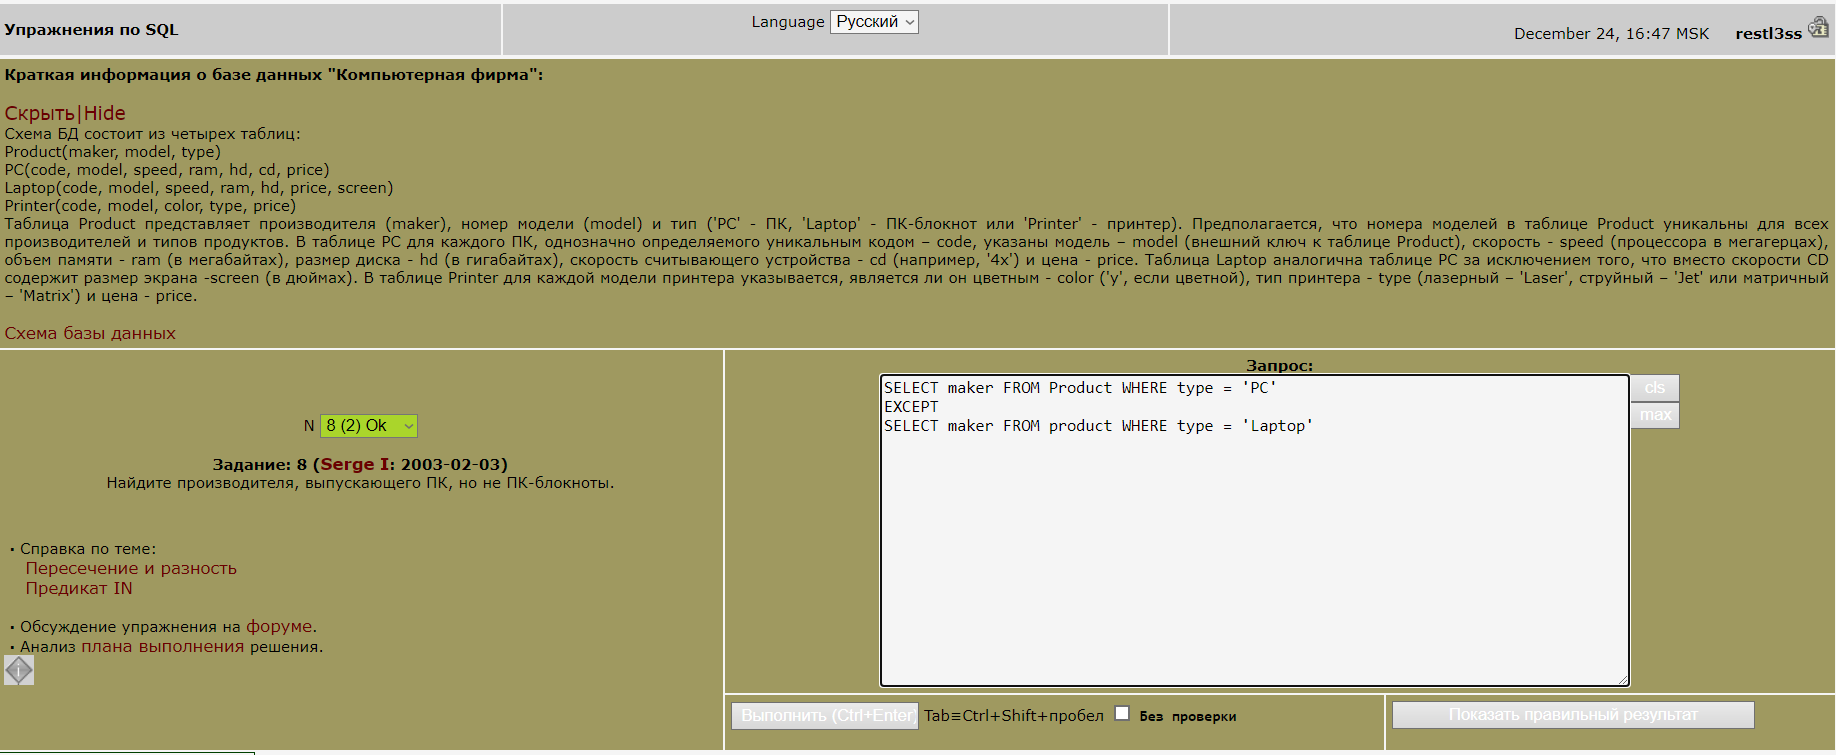 Упражнения по SQL
Language Русский
December 24, 16:47 MSK restl3ss
Краткая информация о базе данных "Компьютерная фирма":
Скрыть|Hide
Схема БД состоит из четырех таблиц:
Product(maker, model, type)
PC(code, model, speed, ram, hd, cd, price)
Laptop(code, model, speed, ram, hd, price, screen)
Printer(code, model, color, type, price)
Таблица Product представляет производителя (maker), номер модели (model) и тип ('PC' - ПК, 'Laptop' - ПК-блокнот или 'Printer' - принтер). Предполагается, что номера моделей в таблице Product уникальны для всех
производителей и типов продуктов. В таблице PC для каждого ПК, однозначно определяемого уникальным кодом – code, указаны модель – model (внешний ключ к таблице Product), скорость - speed (процессора в мегагерцах),
объем памяти - ram (в мегабайтах), размер диска - hd (в гигабайтах), скорость считывающего устройства - cd (например, '4x') и цена - price. Таблица Laptop аналогична таблице РС за исключением того, что вместо скорости CD
содержит размер экрана -screen (в дюймах). В таблице Printer для каждой модели принтера указывается, является ли он цветным - color ('y', если цветной), тип принтера - type (лазерный – 'Laser', струйный – 'Jet' или матричный
– 'Matrix') и цена - price.
Схема базы данных
N 8 (2) Ok
Задание: 8 (Serge I: 2003-02-03)
Найдите производителя, выпускающего ПК, но не ПК-блокноты.
· Справка по теме:
Пересечение и разность
Предикат IN
· Обсуждение упражнения на форуме.
· Анализ плана выполнения решения.
i
Запрос:
SELECT maker FROM Product WHERE type = 'PC'
EXCEPT
SELECT maker FROM product WHERE type = 'Laptop'
cls
max
Выполнить (Ctrl+Enter) Tab≡Ctrl+Shift+пробел Без проверки
Показать правильный результат